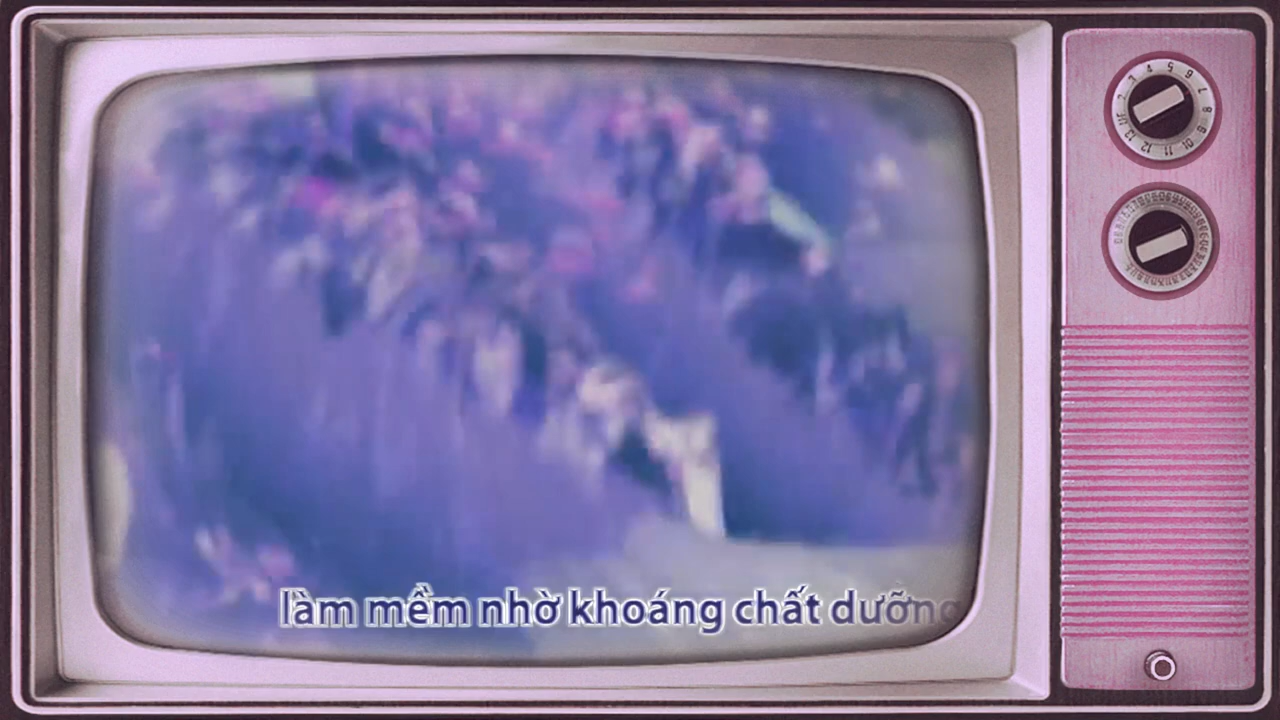 làm mềm nhờ khoáng chất dưỡng